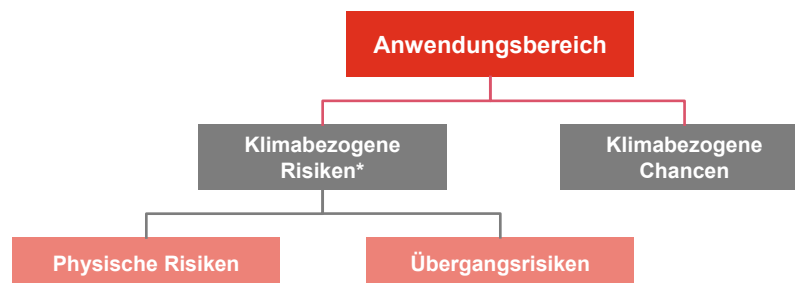 Anwendungsbereich
Klimabezogene
Risiken*
Klimabezogene
Chancen
Physische Risiken
Übergangsrisiken